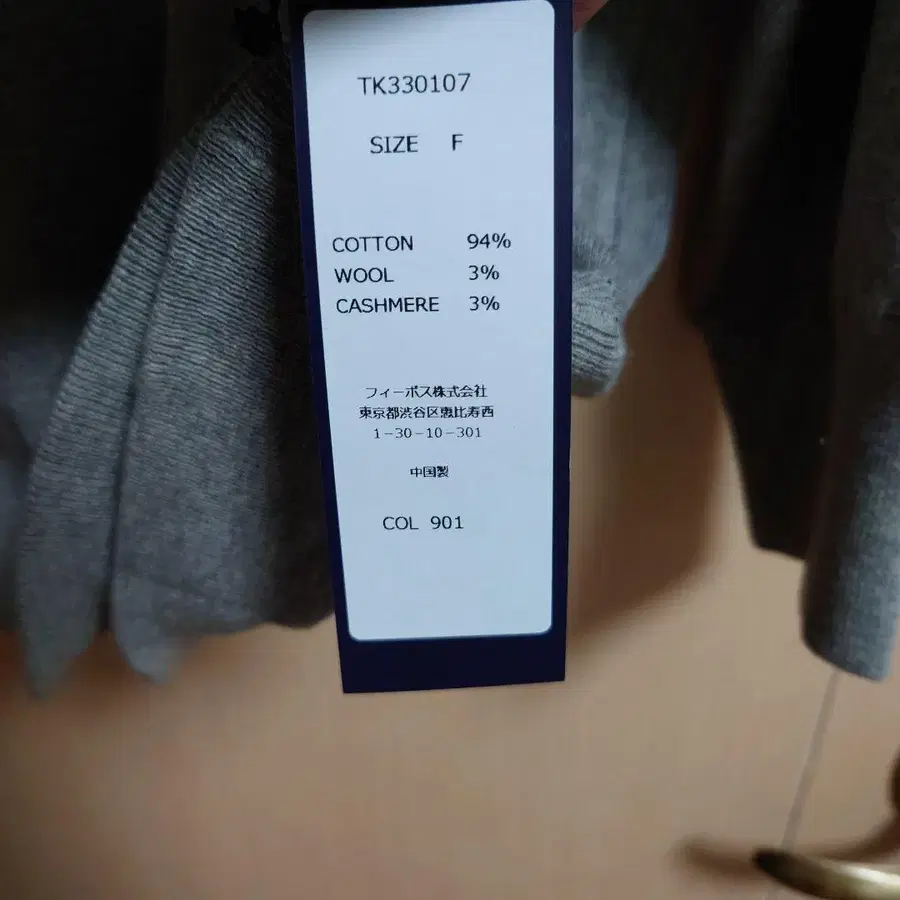 TK330107
SIZE F
COTTON 94%
WOOL 3%
CASHMERE 3%
フィーボス株式会社
東京都渋谷区恵比寿西
1-30-10-301
中国製
COL 901